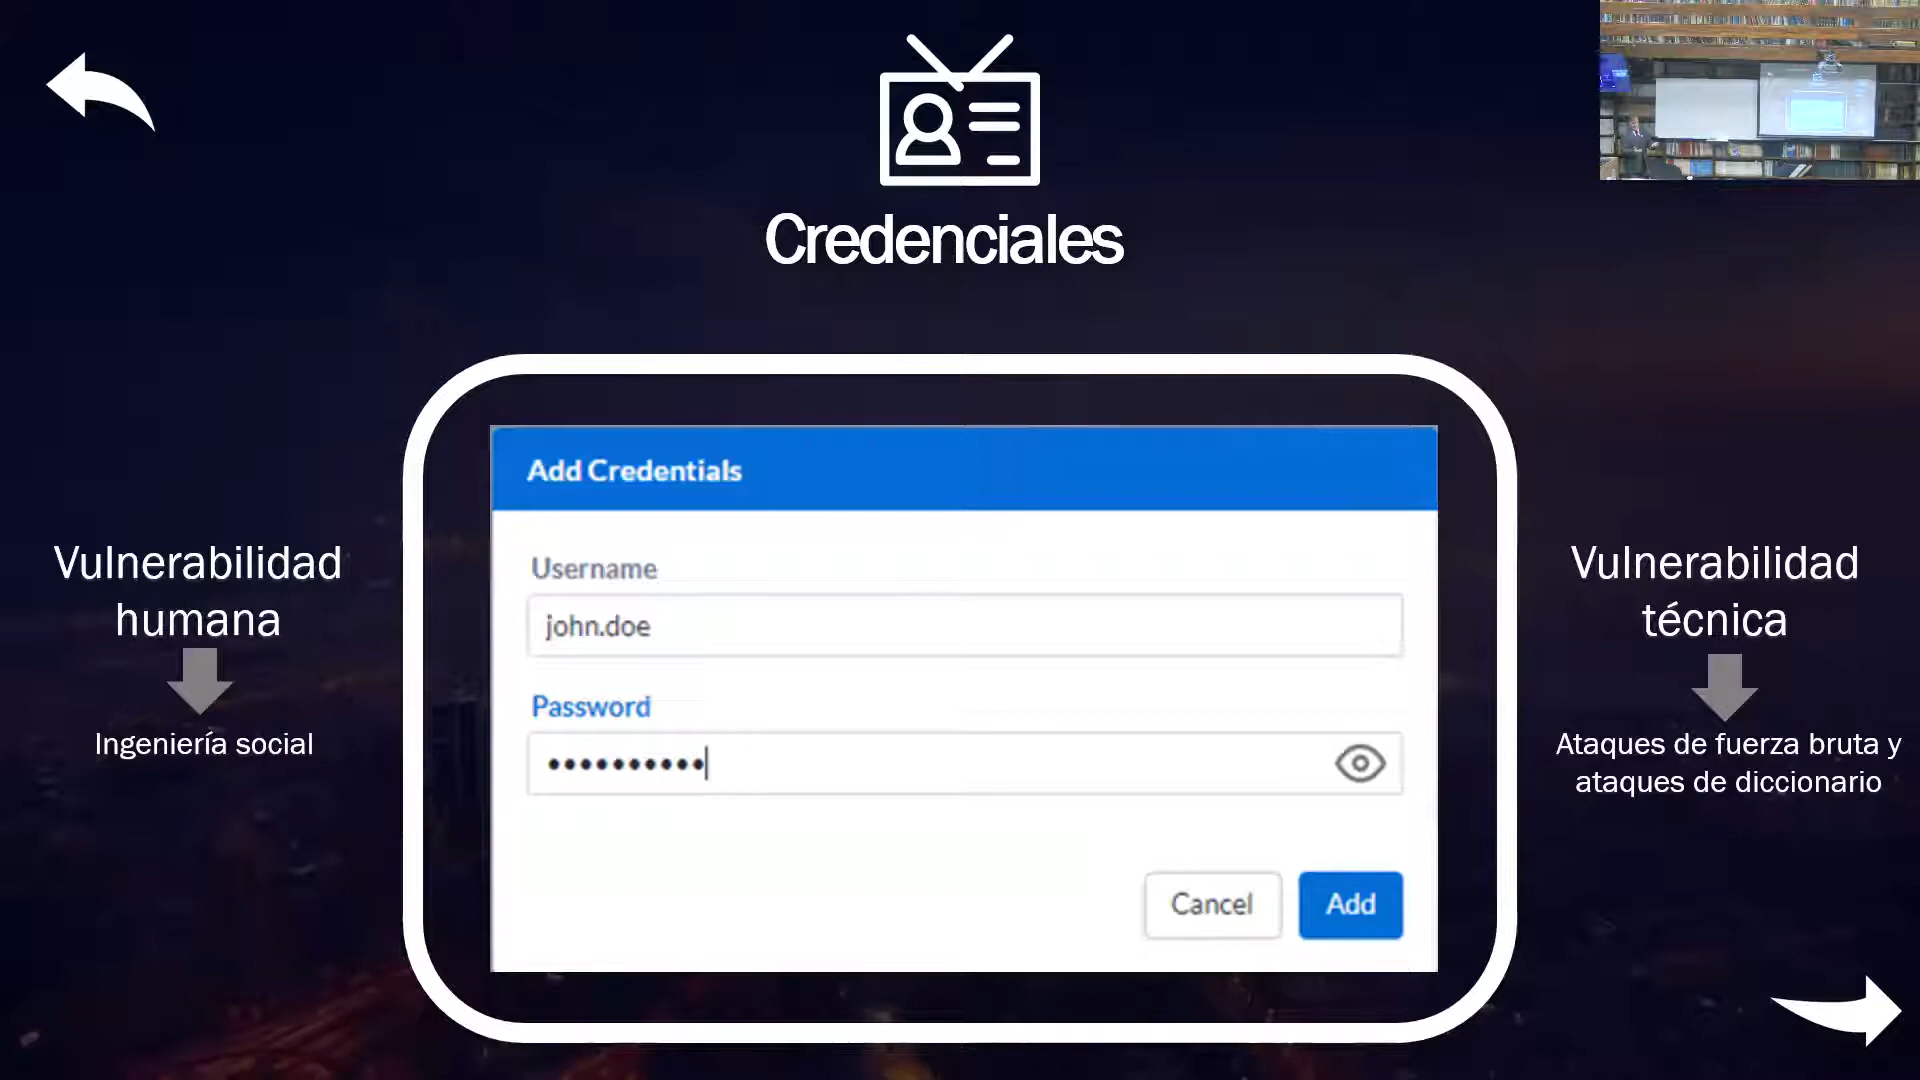 Credenciales
Vulnerabilidad
humana
Ingeniería social
Add Credentials
Username
john.doe
Password
••••••••••
Cancel
Add
Vulnerabilidad
técnica
Ataques de fuerza bruta y
ataques de diccionario